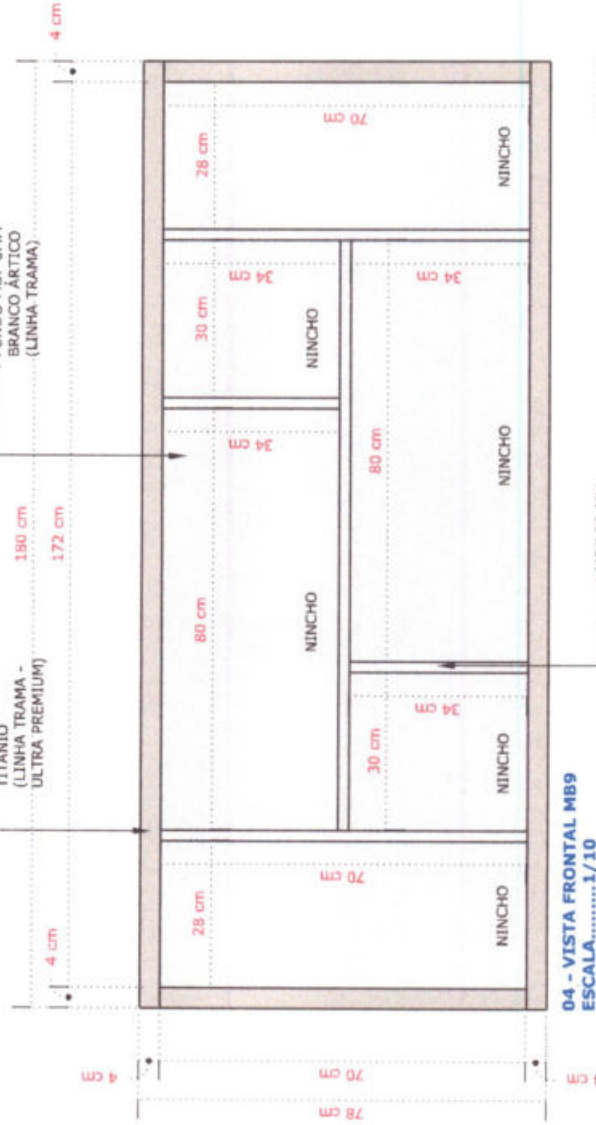 BRANCO ÁRTICO
(LINHA TRAMA)
TITÂNIO
(LINHA TRAMA -
ULTRA PREMIUM)
180 cm
172 cm
4 cm
4 cm
28 cm
80 cm
30 cm
28 cm
70 cm
34 cm
34 cm
70 cm
NINCHO
NINCHO
30 cm
80 cm
34 cm
34 cm
NINCHO
NINCHO
NINCHO
NINCHO
4 cm
70 cm
78 cm
cm
04 - VISTA FRONTAL MB9
ESCALA.........1/10